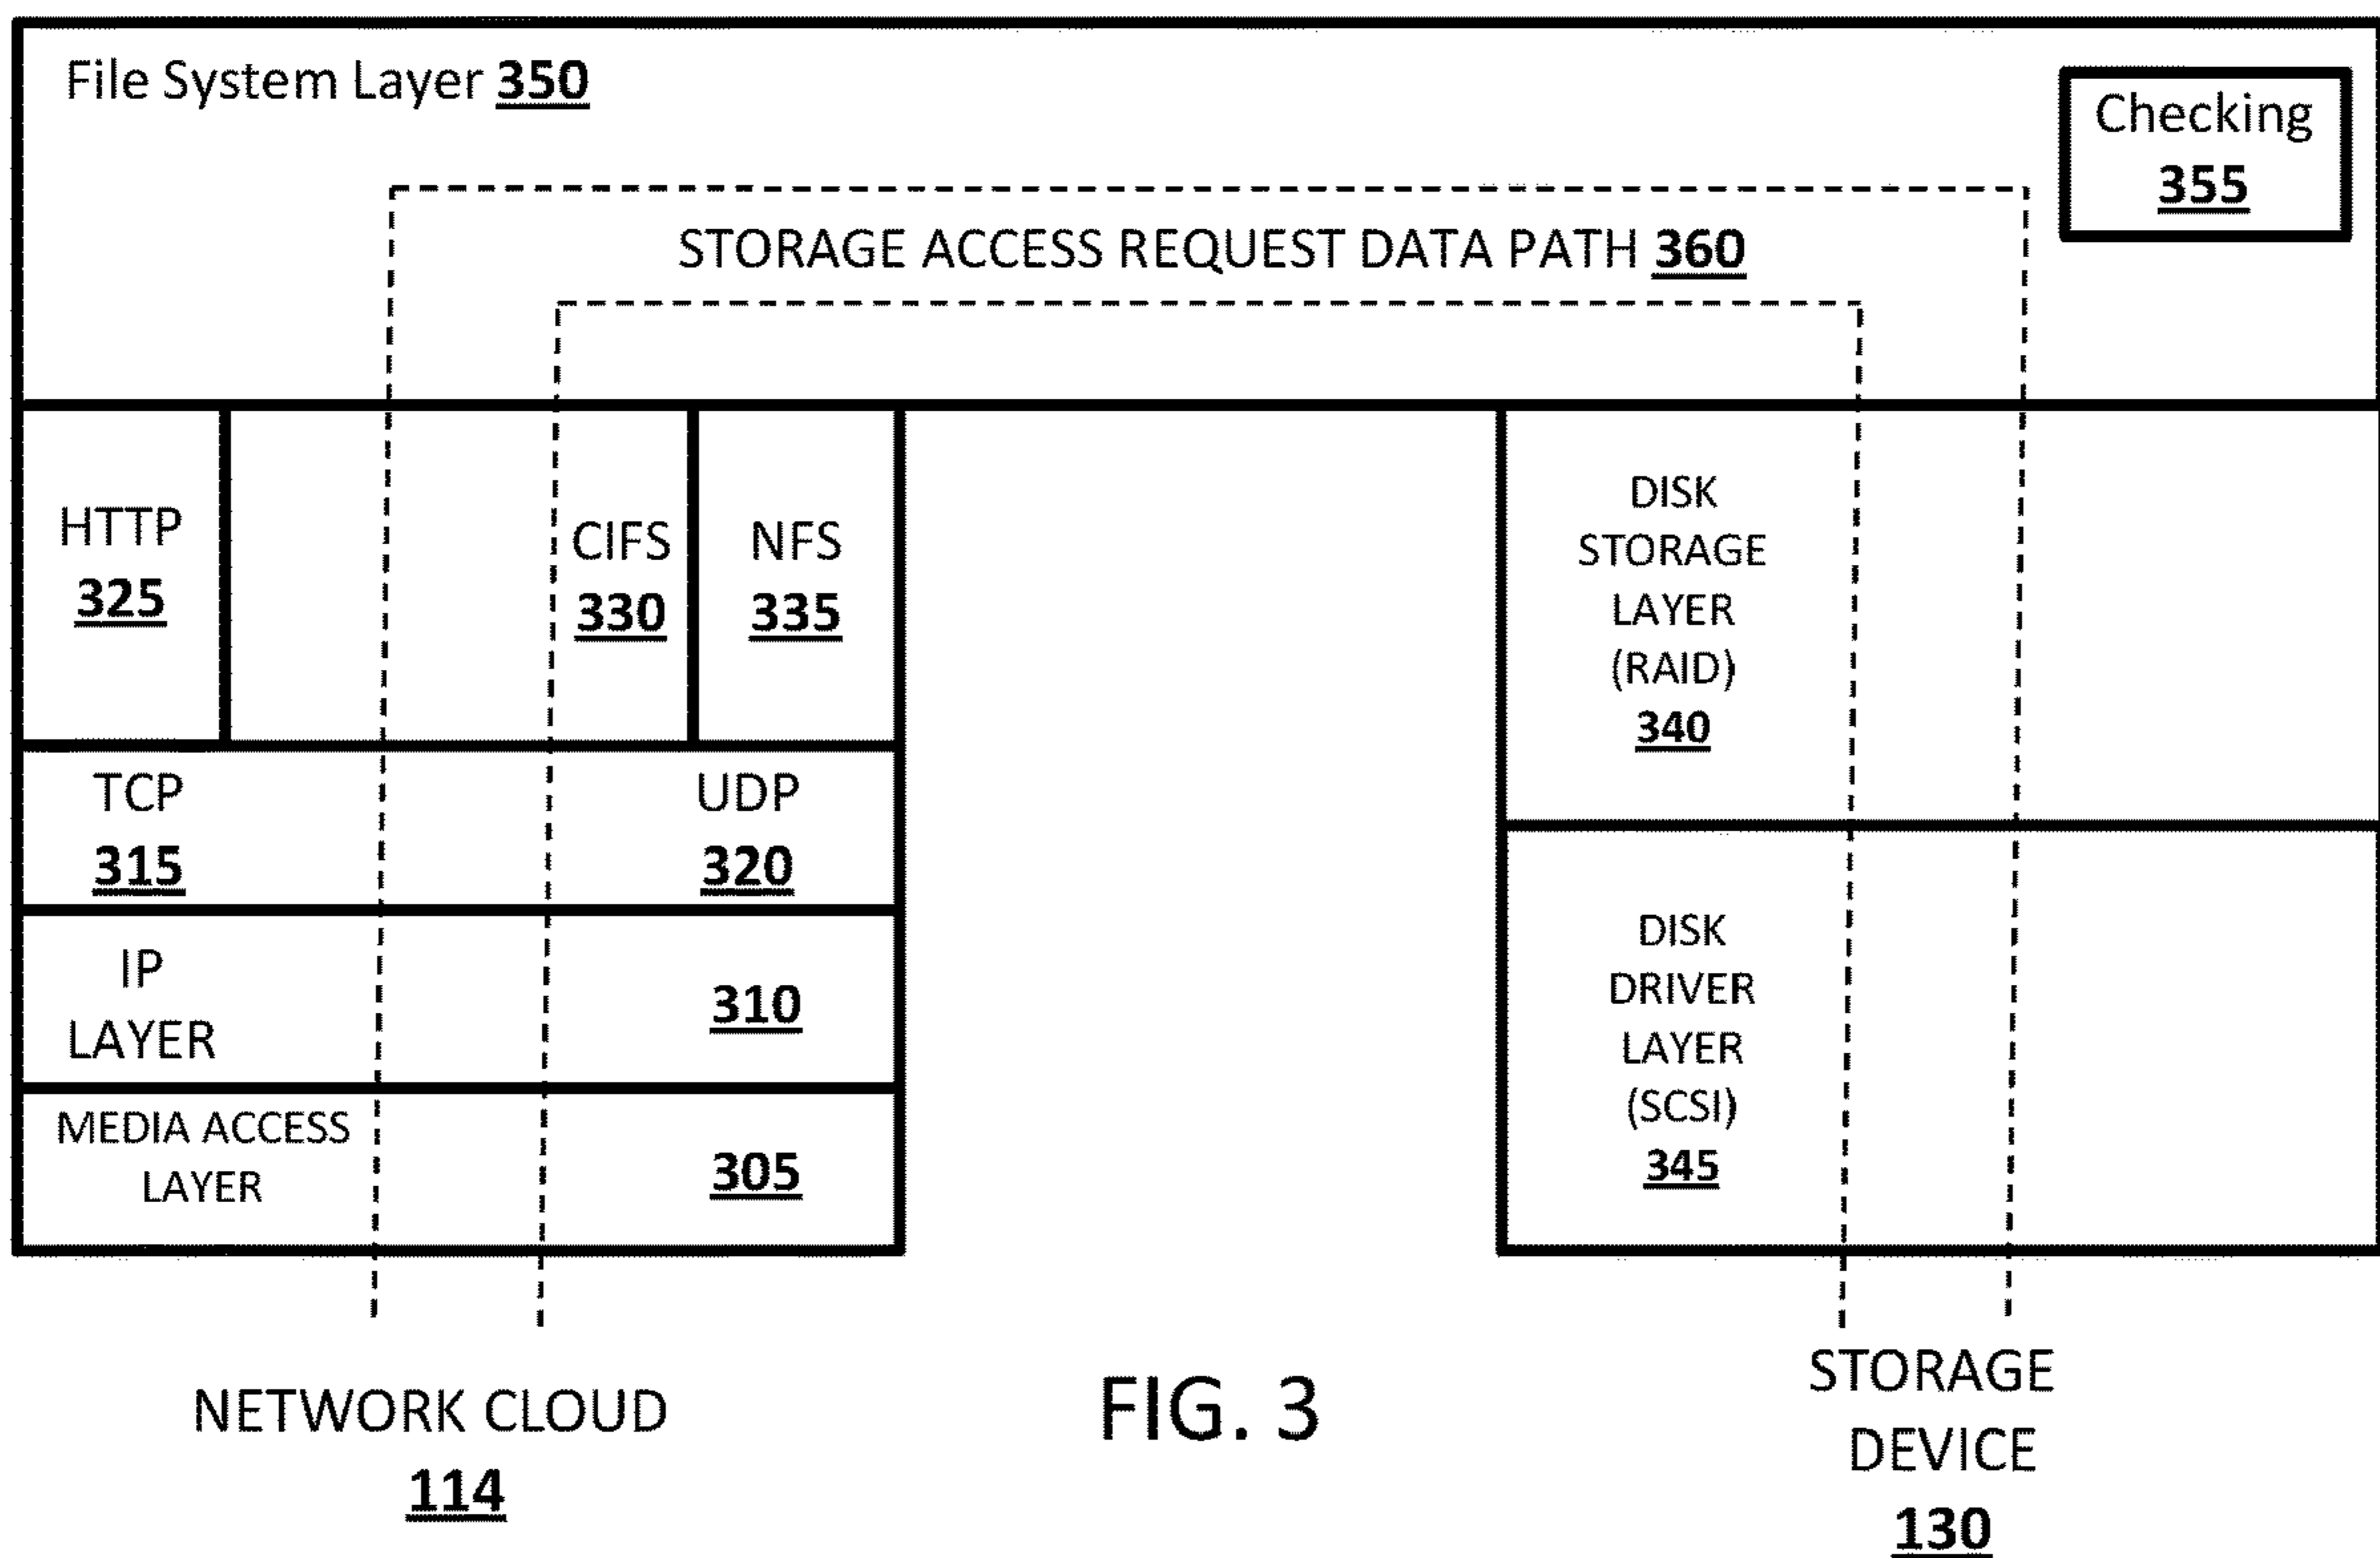 File System Layer 350
Checking
355
STORAGE ACCESS REQUEST DATA PATH 360
HTTP
325
CIFS
330
NFS
335
TCP
315
UDP
320
IP
LAYER
310
MEDIA ACCESS
LAYER
305
DISK
STORAGE
LAYER
(RAID)
340
DISK
DRIVER
LAYER
(SCSI)
345
NETWORK CLOUD
114
FIG. 3
STORAGE
DEVICE
130